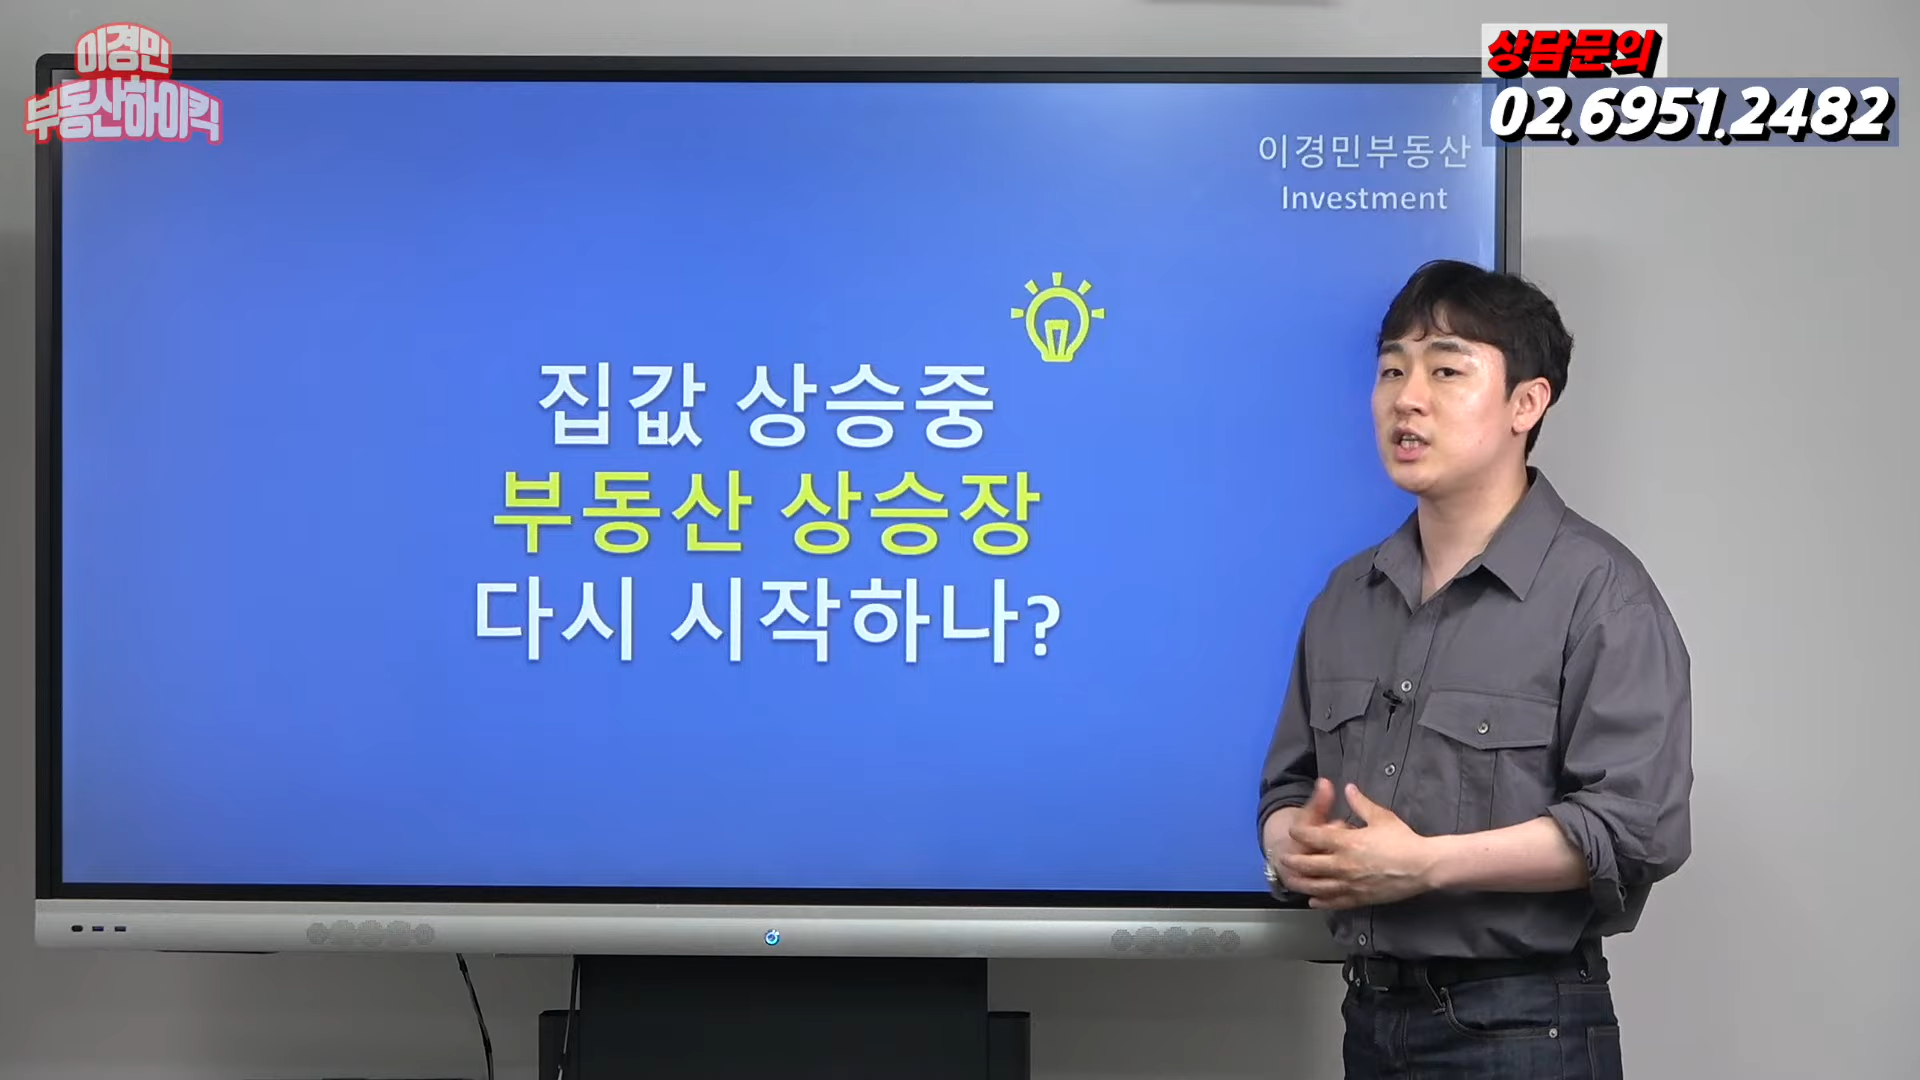 이경민
부동산하이킥
상담문의
02.6951.2482
이경민부동산
Investment
집값 상승중
부동산 상승장
다시 시작하나?